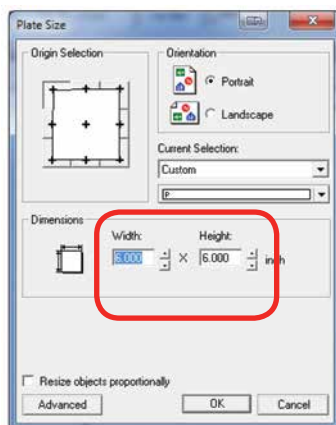 Plate Size
Origin Selection
Orientation
Portrait
Landscape
Current Selection:
Custom
P
Dimensions
Width:
Height:
6.000 X 6.000 inch
Resize objects proportionally
Advanced
OK
Cancel